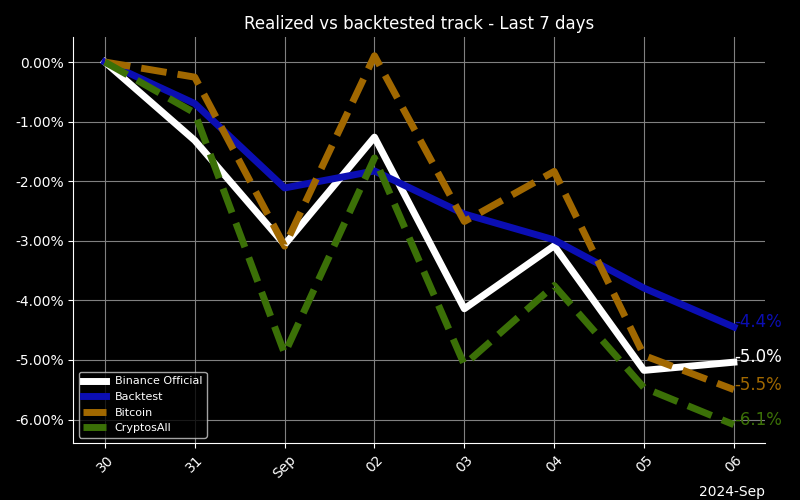 Realized vs backtested track - Last 7 days
0.00%
-1.00%
-2.00%
-3.00%
-4.00%
-5.00%
-6.00%
-4.4%
-5.0%
-5.5%
-6.1%
Binance Official
Backtest
Bitcoin
CryptosAll
30
31
Sep
02
03
04
05
06
2024-Sep